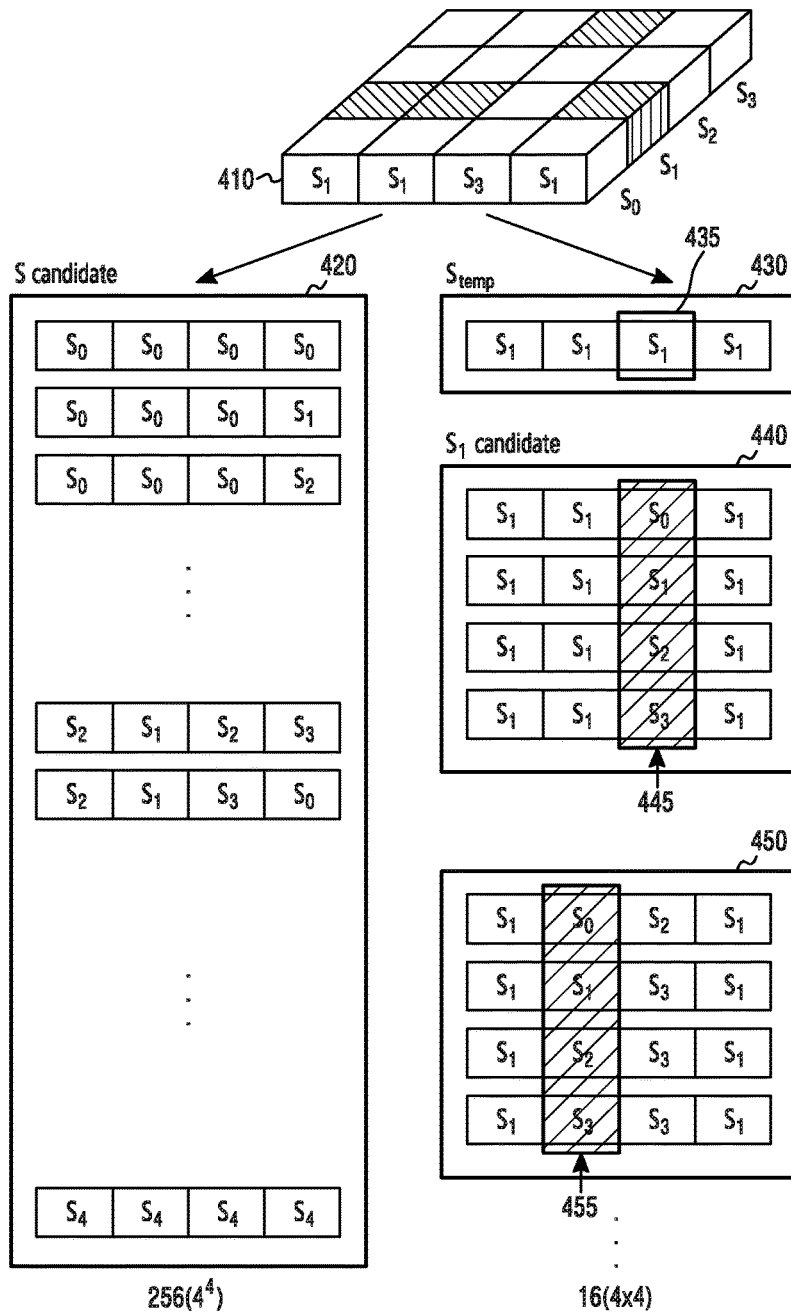 S3
S2
S1
S0
410 S1 S1 S3 S1
S candidate 420
S0 S0 S0 S0
S0 S0 S0 S1
S0 S0 S0 S2
S2 S1 S2 S3
S2 S1 S3 S0
S4 S4 S4 S4
256(4^4)
435
Stemp 430
S1 S1 S1 S1
S1 candidate 440
S1 S1 S0 S1
S1 S1 S1 S1
S1 S1 S2 S1
S1 S1 S3 S1
445
450
S1 S0 S2 S1
S1 S1 S3 S1
S1 S2 S3 S1
S1 S3 S3 S1
455
16(4x4)